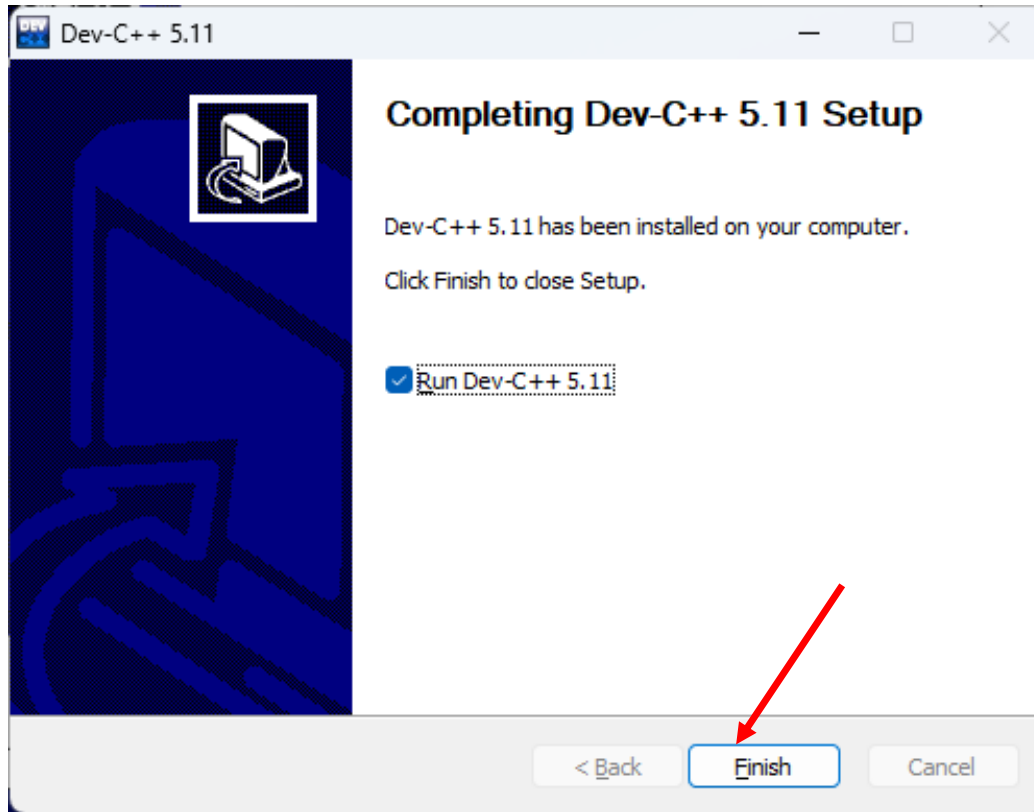 Dev-C++ 5.11
Completing Dev-C++ 5.11 Setup
Dev-C++ 5.11 has been installed on your computer.
Click Finish to close Setup.
Run Dev-C++ 5.11
< Back Finish Cancel